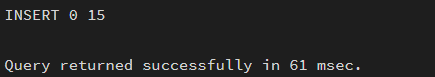 INSERT 0 15
Query returned successfully in 61 msec.